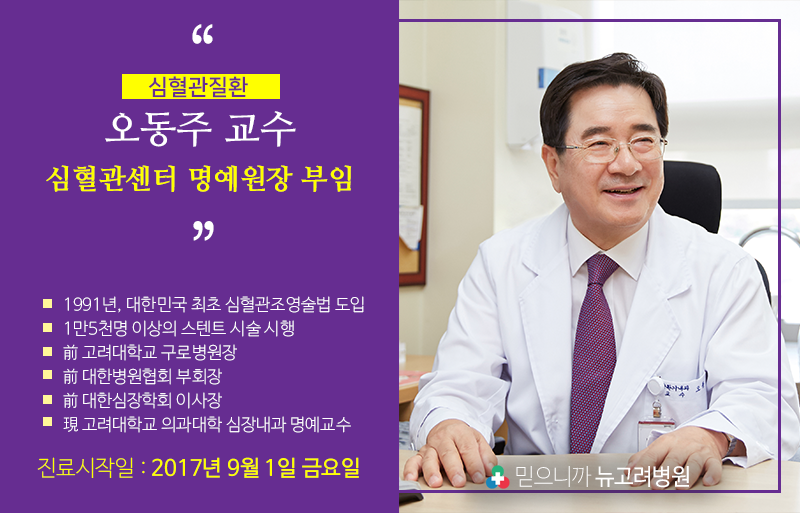 “
심혈관질환
오동주 교수
심혈관센터 명예원장 부임
”
1991년, 대한민국 최초 심혈관조영술법 도입
1만5천명 이상의 스텐트 시술 시행
前 고려대학교 구로병원장
前 대한병원협회 부회장
前 대한심장학회 이사장
現 고려대학교 의과대학 심장내과 명예교수
진료시작일 : 2017년 9월 1일 금요일
믿으니까 뉴고려병원